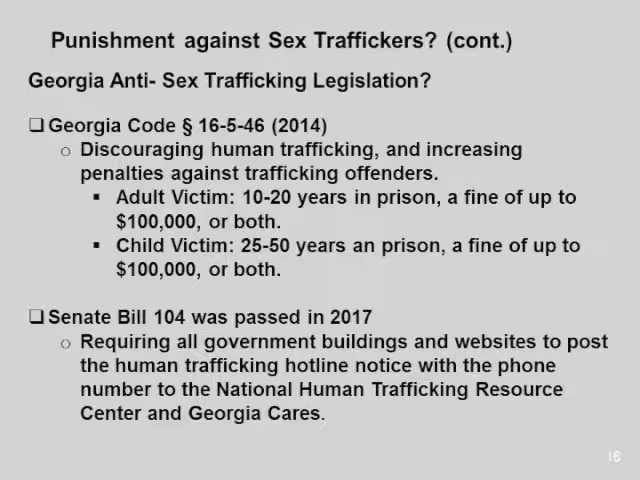 Punishment against Sex Traffickers? (cont.)
Georgia Anti- Sex Trafficking Legislation?
❑ Georgia Code § 16-5-46 (2014)
o Discouraging human trafficking, and increasing
penalties against trafficking offenders.
▪ Adult Victim: 10-20 years in prison, a fine of up to
$100,000, or both.
▪ Child Victim: 25-50 years an prison, a fine of up to
$100,000, or both.
❑ Senate Bill 104 was passed in 2017
o Requiring all government buildings and websites to post
the human trafficking hotline notice with the phone
number to the National Human Trafficking Resource
Center and Georgia Cares.
16